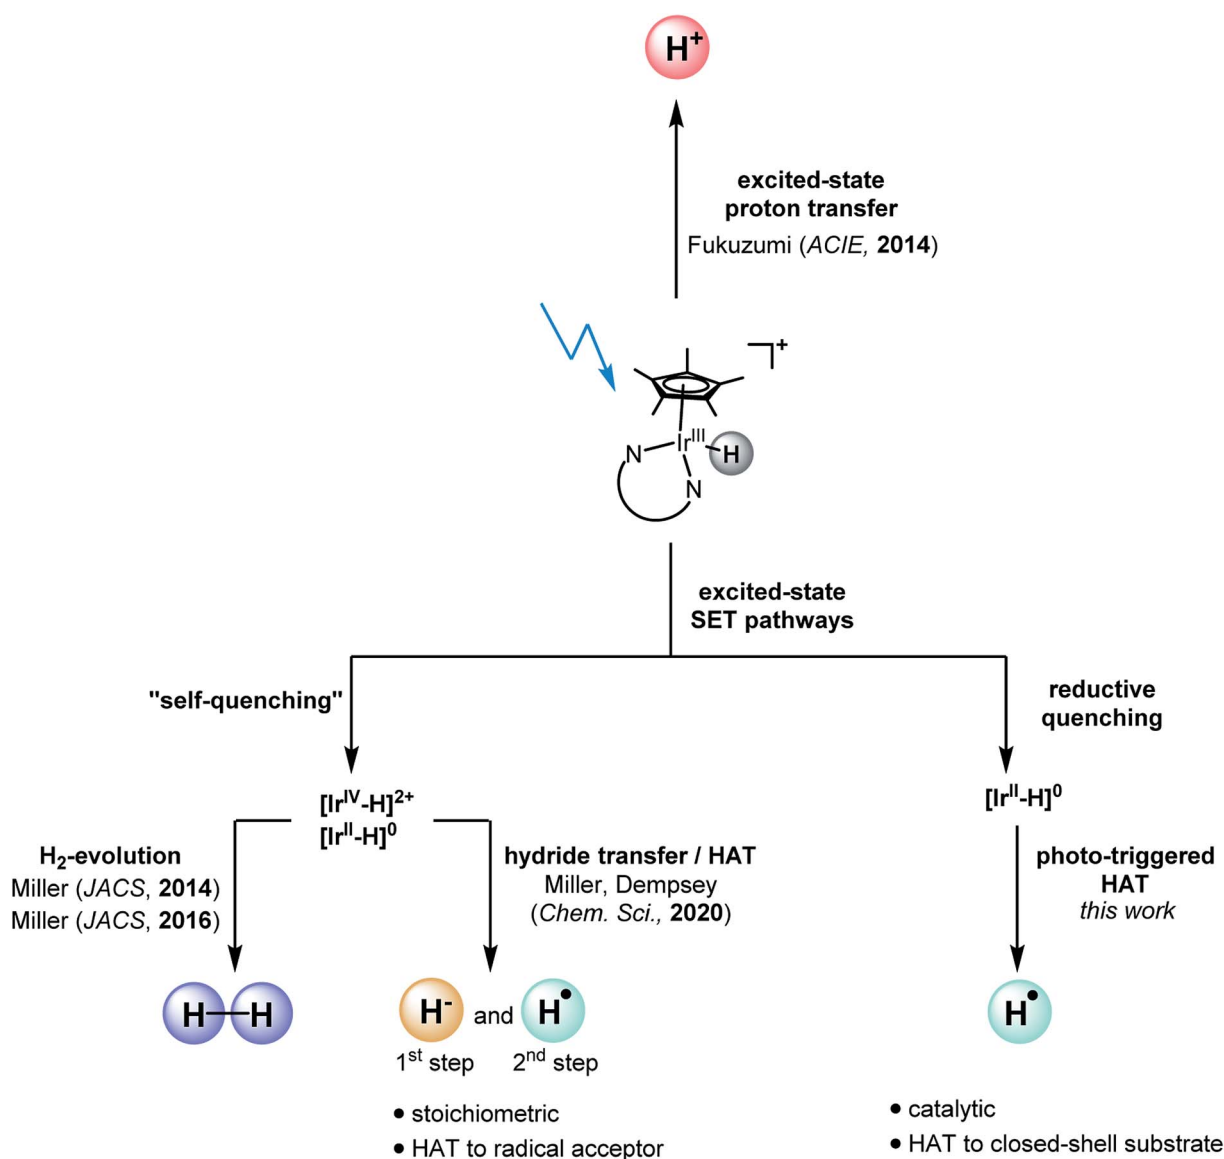 H⁺
excited-state
proton transfer
Fukuzumi (ACIE, 2014)
⁺
Irᴵᴵᴵ
N
H
N
excited-state
SET pathways
"self-quenching"
reductive
quenching
[Irᴵⱽ-H]²⁺
[Irᴵᴵ-H]⁰
[Irᴵᴵ-H]⁰
H₂-evolution
Miller (JACS, 2014)
Miller (JACS, 2016)
hydride transfer / HAT
Miller, Dempsey
(Chem. Sci., 2020)
photo-triggered
HAT
this work
H—H
H⁻ and H•
1ˢᵗ step 2ⁿᵈ step
H•
• stoichiometric
• HAT to radical acceptor
• catalytic
• HAT to closed-shell substrate